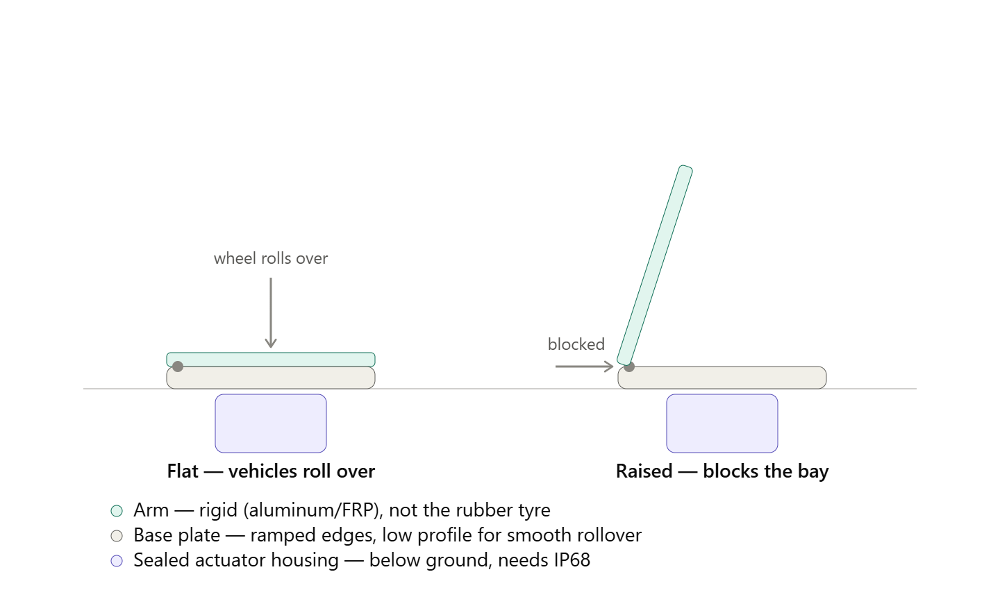 wheel rolls over
blocked
Flat — vehicles roll over
Raised — blocks the bay
Arm — rigid (aluminum/FRP), not the rubber tyre
Base plate — ramped edges, low profile for smooth rollover
Sealed actuator housing — below ground, needs IP68